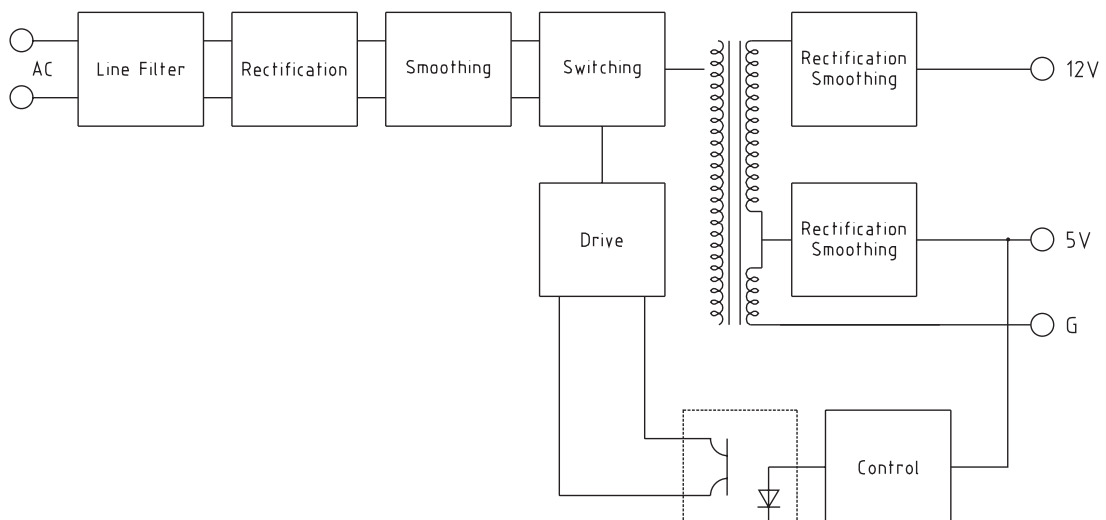 AC
Line Filter
Rectification
Smoothing
Switching
Rectification
Smoothing
12V
Drive
Rectification
Smoothing
5V
G
Control